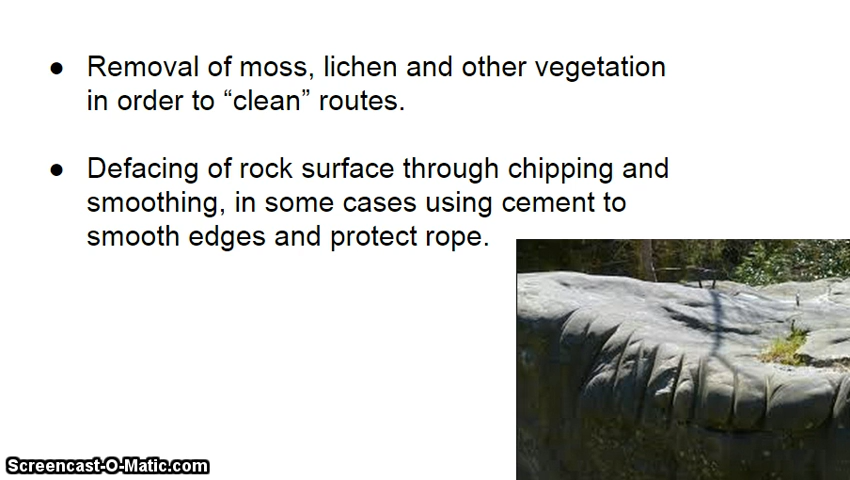 ● Removal of moss, lichen and other vegetation
in order to “clean” routes.
● Defacing of rock surface through chipping and
smoothing, in some cases using cement to
smooth edges and protect rope.
Screencast-O-Matic.com